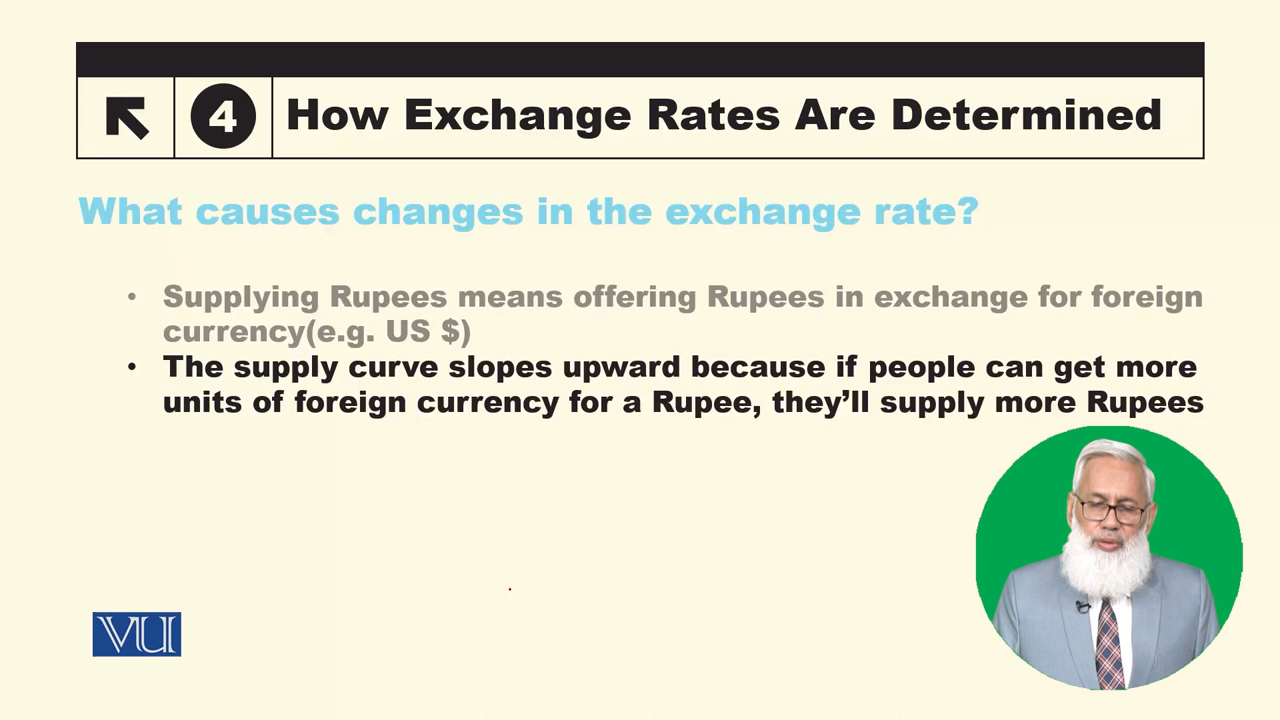 4 How Exchange Rates Are Determined
What causes changes in the exchange rate?
• Supplying Rupees means offering Rupees in exchange for foreign
currency(e.g. US $)
• The supply curve slopes upward because if people can get more
units of foreign currency for a Rupee, they’ll supply more Rupees
VU